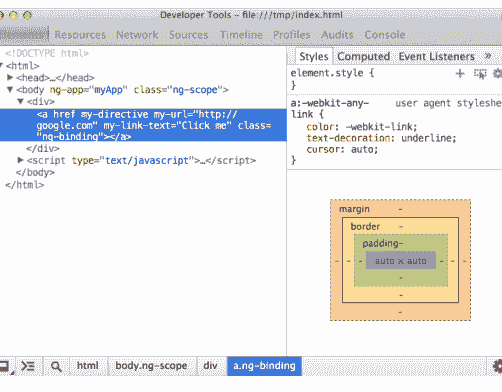 Developer Tools - file:///tmp/index.html
Elements Resources Network Sources Timeline Profiles Audits Console
<!DOCTYPE html>
▼<html>
▶<head>…</head>
▼<body ng-app="myApp" class="ng-scope">
▼<div>
<a href my-directive my-url="http://
google.com" my-link-text="Click me" class=
"ng-binding"></a>
</div>
▶<script type="text/javascript">…</script>
</body>
</html>
Styles Computed Event Listeners »
element.style {
}
a:-webkit-any- user agent styleshe
link {
color: -webkit-link;
text-decoration: underline;
cursor: auto;
}
margin -
border -
padding-
- - - auto x auto - - -
-
-
-
html body.ng-scope div a.ng-binding